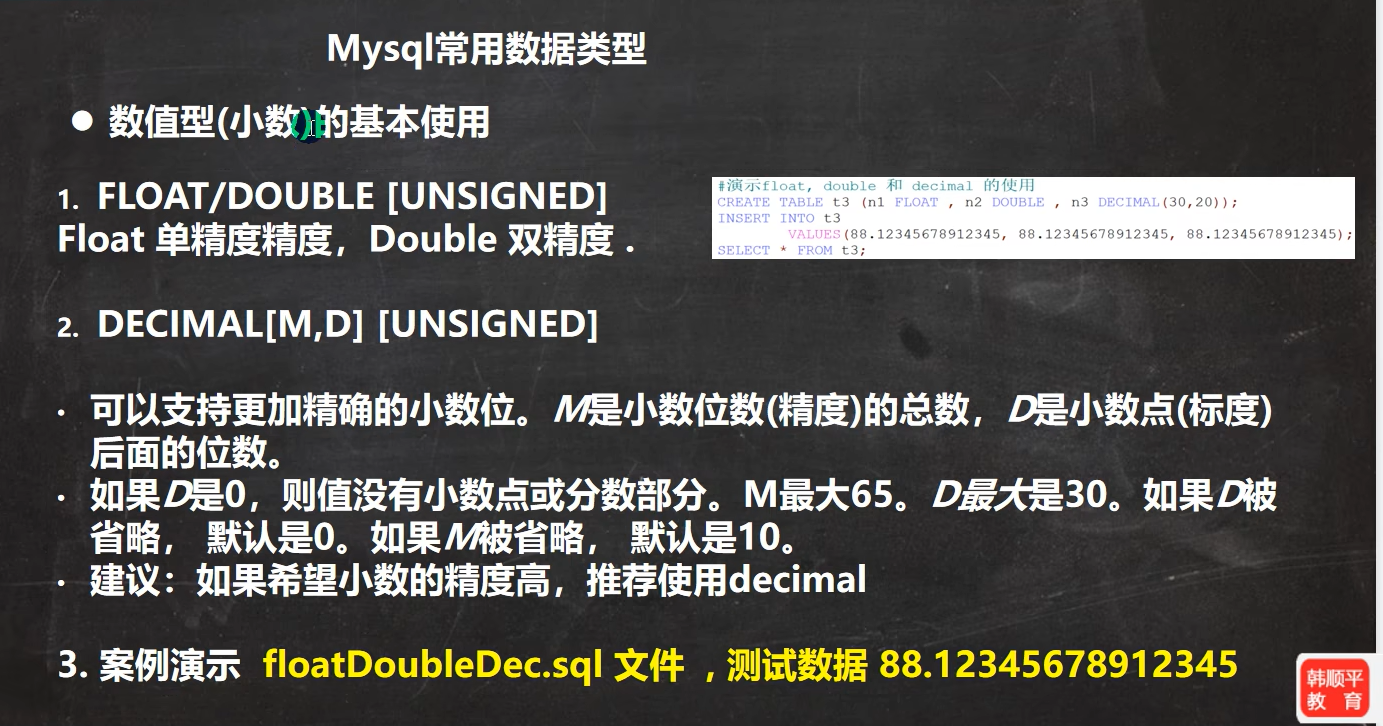 Mysql常用数据类型
● 数值型(小数)的基本使用
1. FLOAT/DOUBLE [UNSIGNED]
Float 单精度精度，Double 双精度 .
#演示float, double 和 decimal 的使用
CREATE TABLE t3 (n1 FLOAT , n2 DOUBLE , n3 DECIMAL(30,20));
INSERT INTO t3
VALUES(88.12345678912345, 88.12345678912345, 88.12345678912345);
SELECT * FROM t3;
2. DECIMAL[M,D] [UNSIGNED]
· 可以支持更加精确的小数位。M是小数位数(精度)的总数，D是小数点(标度)
后面的位数。
· 如果D是0，则值没有小数点或分数部分。M最大65。D最大是30。如果D被
省略， 默认是0。如果M被省略， 默认是10。
· 建议：如果希望小数的精度高，推荐使用decimal
3. 案例演示 floatDoubleDec.sql 文件 ，测试数据 88.12345678912345
韩顺平
教 育